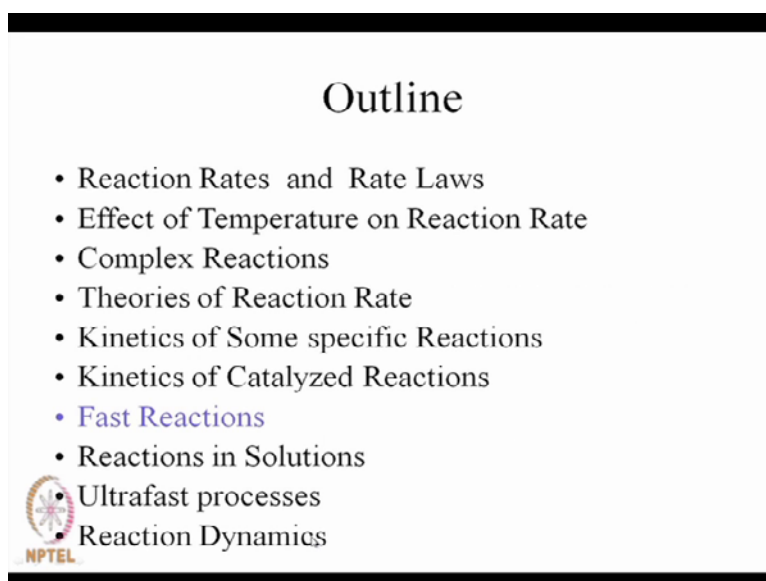 Outline
• Reaction Rates and Rate Laws
• Effect of Temperature on Reaction Rate
• Complex Reactions
• Theories of Reaction Rate
• Kinetics of Some specific Reactions
• Kinetics of Catalyzed Reactions
• Fast Reactions
• Reactions in Solutions
• Ultrafast processes
• Reaction Dynamics
NPTEL